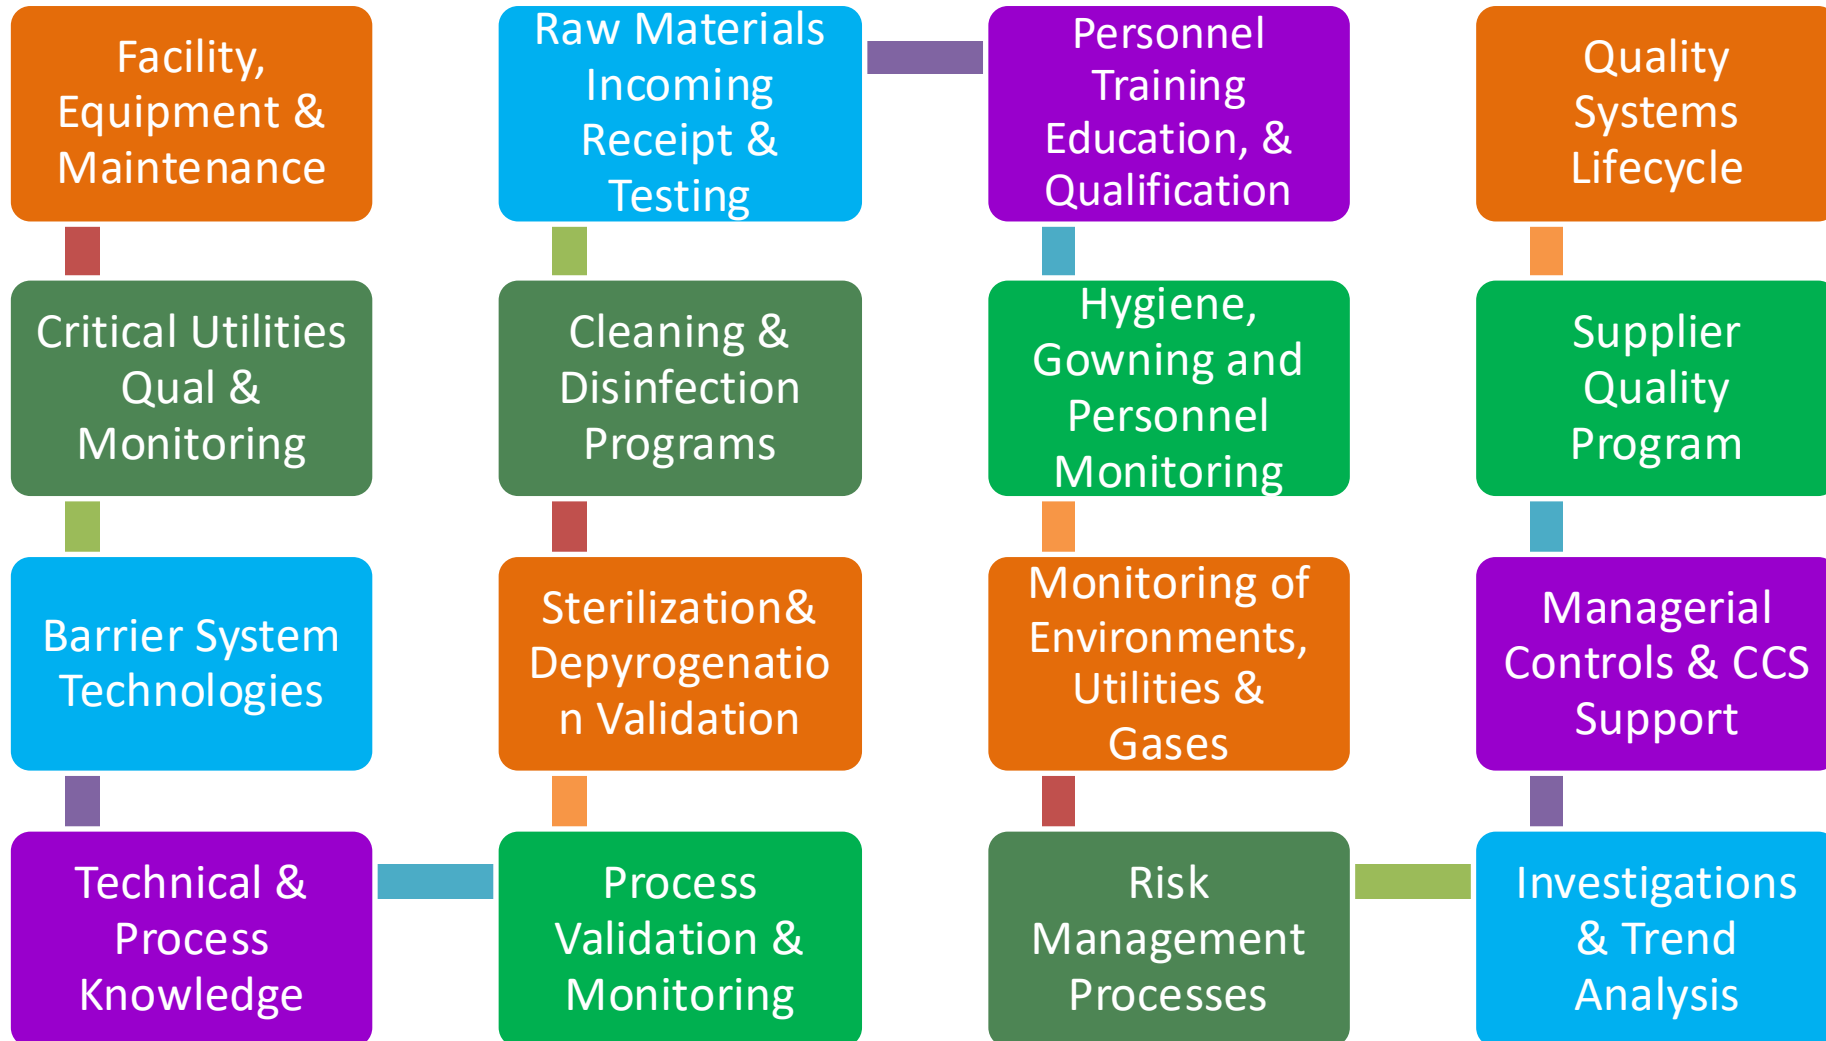 Facility,
Equipment &
Maintenance
Critical Utilities
Qual &
Monitoring
Barrier System
Technologies
Technical &
Process
Knowledge
Process
Validation &
Monitoring
Sterilization&
Depyrogenatio
n Validation
Cleaning &
Disinfection
Programs
Raw Materials
Incoming
Receipt &
Testing
Personnel
Training
Education, &
Qualification
Hygiene,
Gowning and
Personnel
Monitoring
Monitoring of
Environments,
Utilities &
Gases
Risk
Management
Processes
Investigations
& Trend
Analysis
Managerial
Controls & CCS
Support
Supplier
Quality
Program
Quality
Systems
Lifecycle